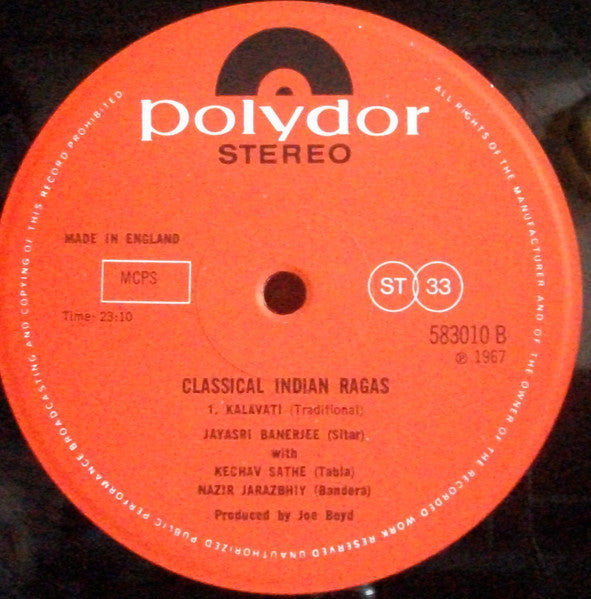 polydor
STEREO
BROADCASTING AND COPYING OF THIS RECORD PROHIBITED
ALL RIGHTS OF THE MANUFACTURER AND OF THE OWNER OF THE RECORDED WORK RESERVED UNAUTHORIZED PUBLIC PERFORMANCE
MADE IN ENGLAND
MCPS
ST 33
Time: 23:10
583010 B
℗ 1967
CLASSICAL INDIAN RAGAS
1. KALAVATI (Traditional)
JAYASRI BANERJEE (Sitar)
with
KECHAV SATHE (Tabla)
NAZIR JARAZBHIY (Bandera)
Produced by Joe Boyd